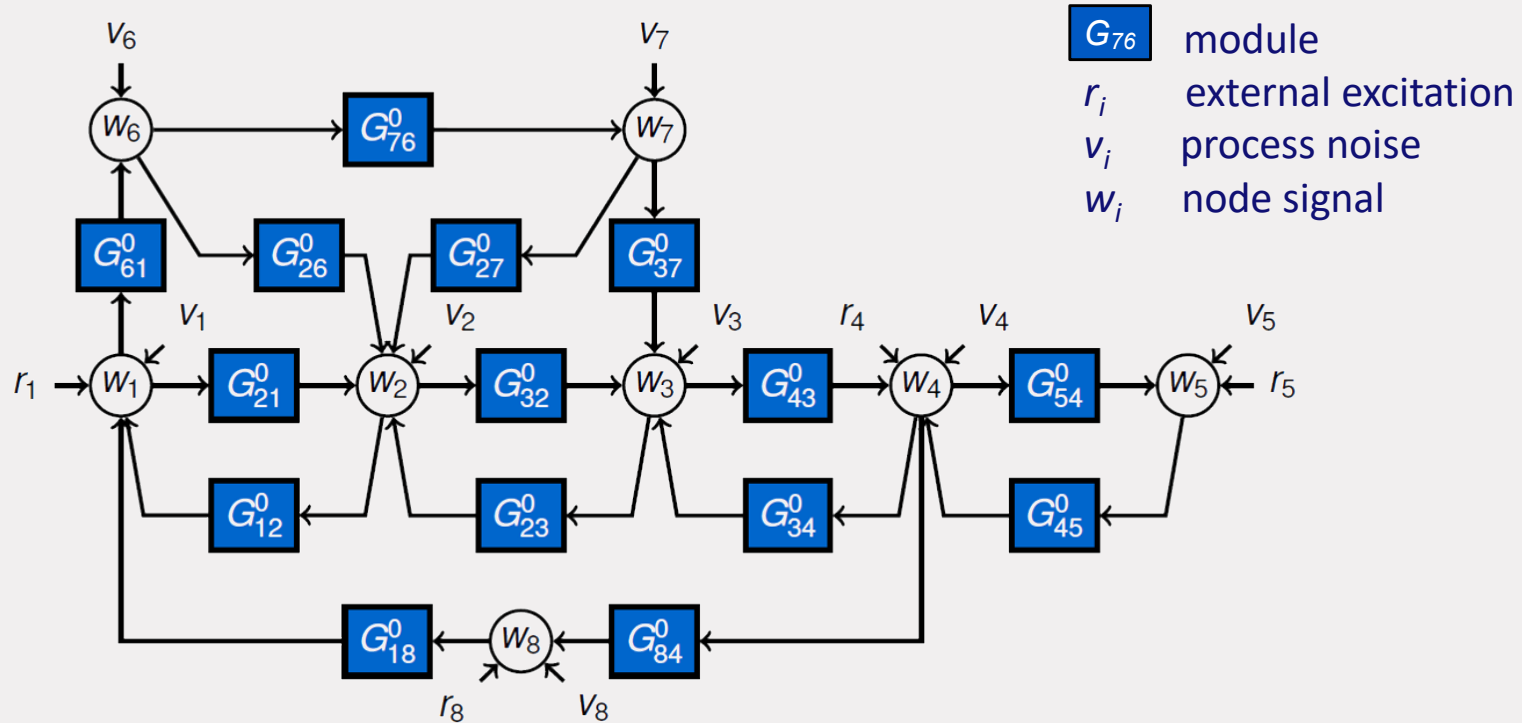 v6 v7 G76 module
ri external excitation
w6 G⁰76 w7 vi process noise
wi node signal
G⁰61 G⁰26 G⁰27 G⁰37
v1 v2 v3 r4 v4 v5
r1 w1 G⁰21 w2 G⁰32 w3 G⁰43 w4 G⁰54 w5 r5
G⁰12 G⁰23 G⁰34 G⁰45
G⁰18 w8 G⁰84
r8 v8